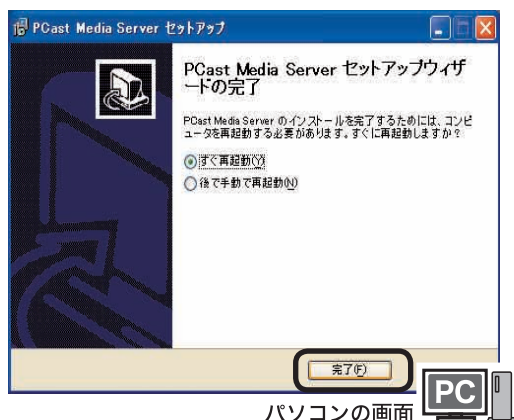 PCast Media Server セットアップ
PCast Media Server セットアップウィザ
ードの完了
PCast Media Server のインストールを完了するためには、コンピ
ュータを再起動する必要があります。すぐに再起動しますか?
すぐ再起動(Y)
後で手動で再起動(N)
完了(F)
PC
パソコンの画面